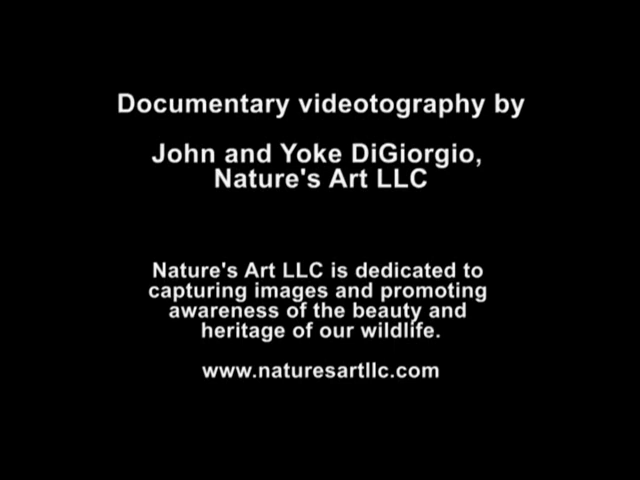 Documentary videotography by
John and Yoke DiGiorgio,
Nature's Art LLC
Nature's Art LLC is dedicated to
capturing images and promoting
awareness of the beauty and
heritage of our wildlife.
www.naturesartllc.com